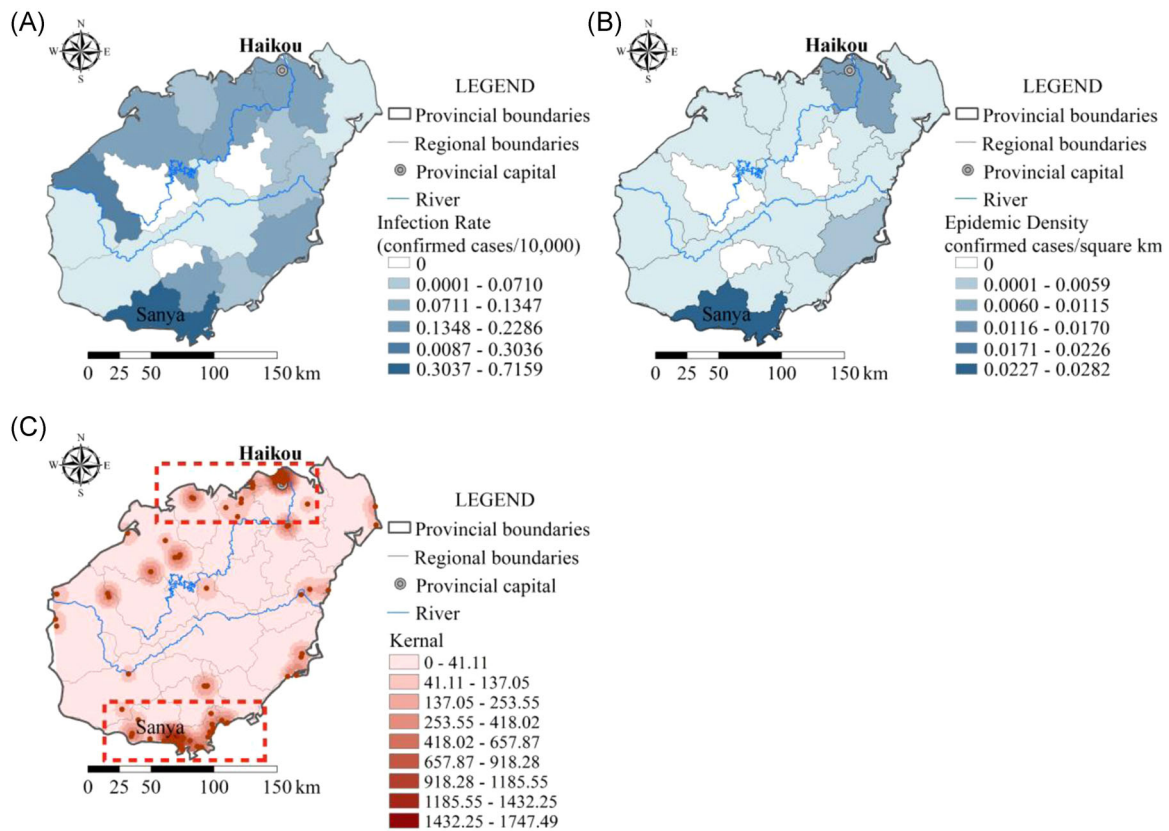 (A)
N
W
E
S
Haikou
Sanya
LEGEND
Provincial boundaries
Regional boundaries
Provincial capital
River
Infection Rate
(confirmed cases/10,000)
0
0.0001 - 0.0710
0.0711 - 0.1347
0.1348 - 0.2286
0.0087 - 0.3036
0.3037 - 0.7159
0 25 50 100 150 km
(B)
N
W
E
S
Haikou
Sanya
LEGEND
Provincial boundaries
Regional boundaries
Provincial capital
River
Epidemic Density
confirmed cases/square km
0
0.0001 - 0.0059
0.0060 - 0.0115
0.0116 - 0.0170
0.0171 - 0.0226
0.0227 - 0.0282
0 25 50 100 150 km
(C)
N
W
E
S
Haikou
Sanya
LEGEND
Provincial boundaries
Regional boundaries
Provincial capital
River
Kernal
0 - 41.11
41.11 - 137.05
137.05 - 253.55
253.55 - 418.02
418.02 - 657.87
657.87 - 918.28
918.28 - 1185.55
1185.55 - 1432.25
1432.25 - 1747.49
0 25 50 100 150 km